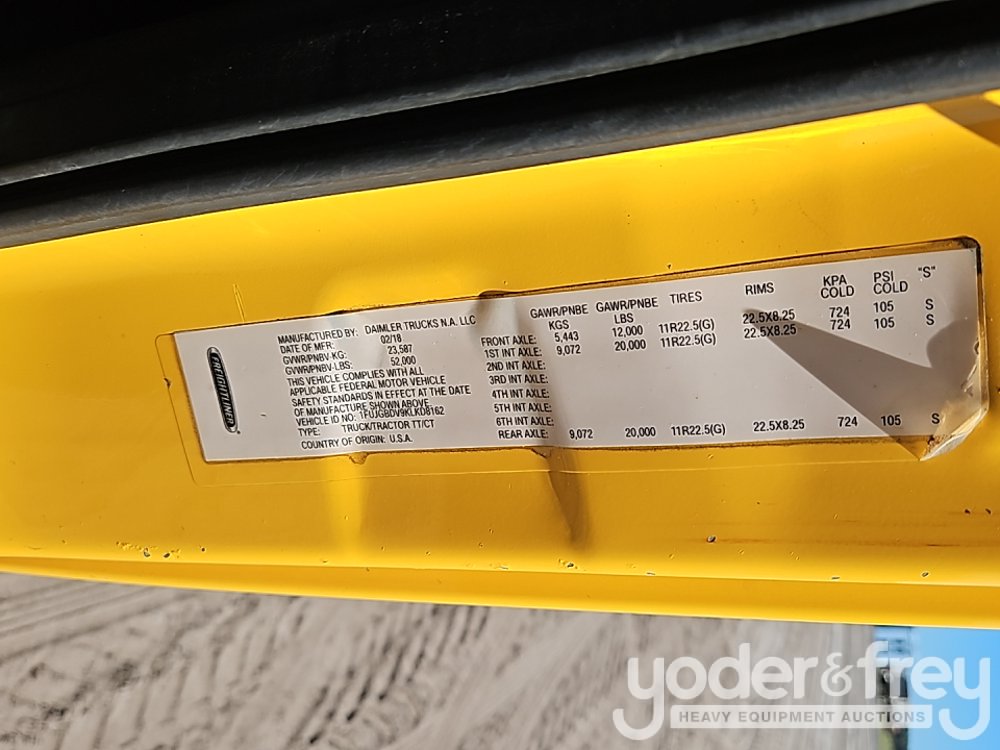 FREIGHTLINER
MANUFACTURED BY: DAIMLER TRUCKS N.A. LLC
DATE OF MFR: 02/18
GVWR/PNBV-KG: 23,587
GVWR/PNBV-LBS: 52,000
THIS VEHICLE COMPLIES WITH ALL
APPLICABLE FEDERAL MOTOR VEHICLE
SAFETY STANDARDS IN EFFECT AT THE DATE
OF MANUFACTURE SHOWN ABOVE.
VEHICLE ID NO: 1FUJGBDV9KLKD8162
TYPE: TRUCK/TRACTOR TT/CT
COUNTRY OF ORIGIN: U.S.A.
GAWR/PNBE KGS GAWR/PNBE LBS TIRES RIMS KPA COLD PSI COLD "S"
FRONT AXLE: 5,443 12,000 11R22.5(G) 22.5X8.25 724 105 S
1ST INT AXLE: 9,072 20,000 11R22.5(G) 22.5X8.25 724 105 S
2ND INT AXLE:
3RD INT AXLE:
4TH INT AXLE:
5TH INT AXLE:
6TH INT AXLE:
REAR AXLE: 9,072 20,000 11R22.5(G) 22.5X8.25 724 105 S
yoder&frey
HEAVY EQUIPMENT AUCTIONS